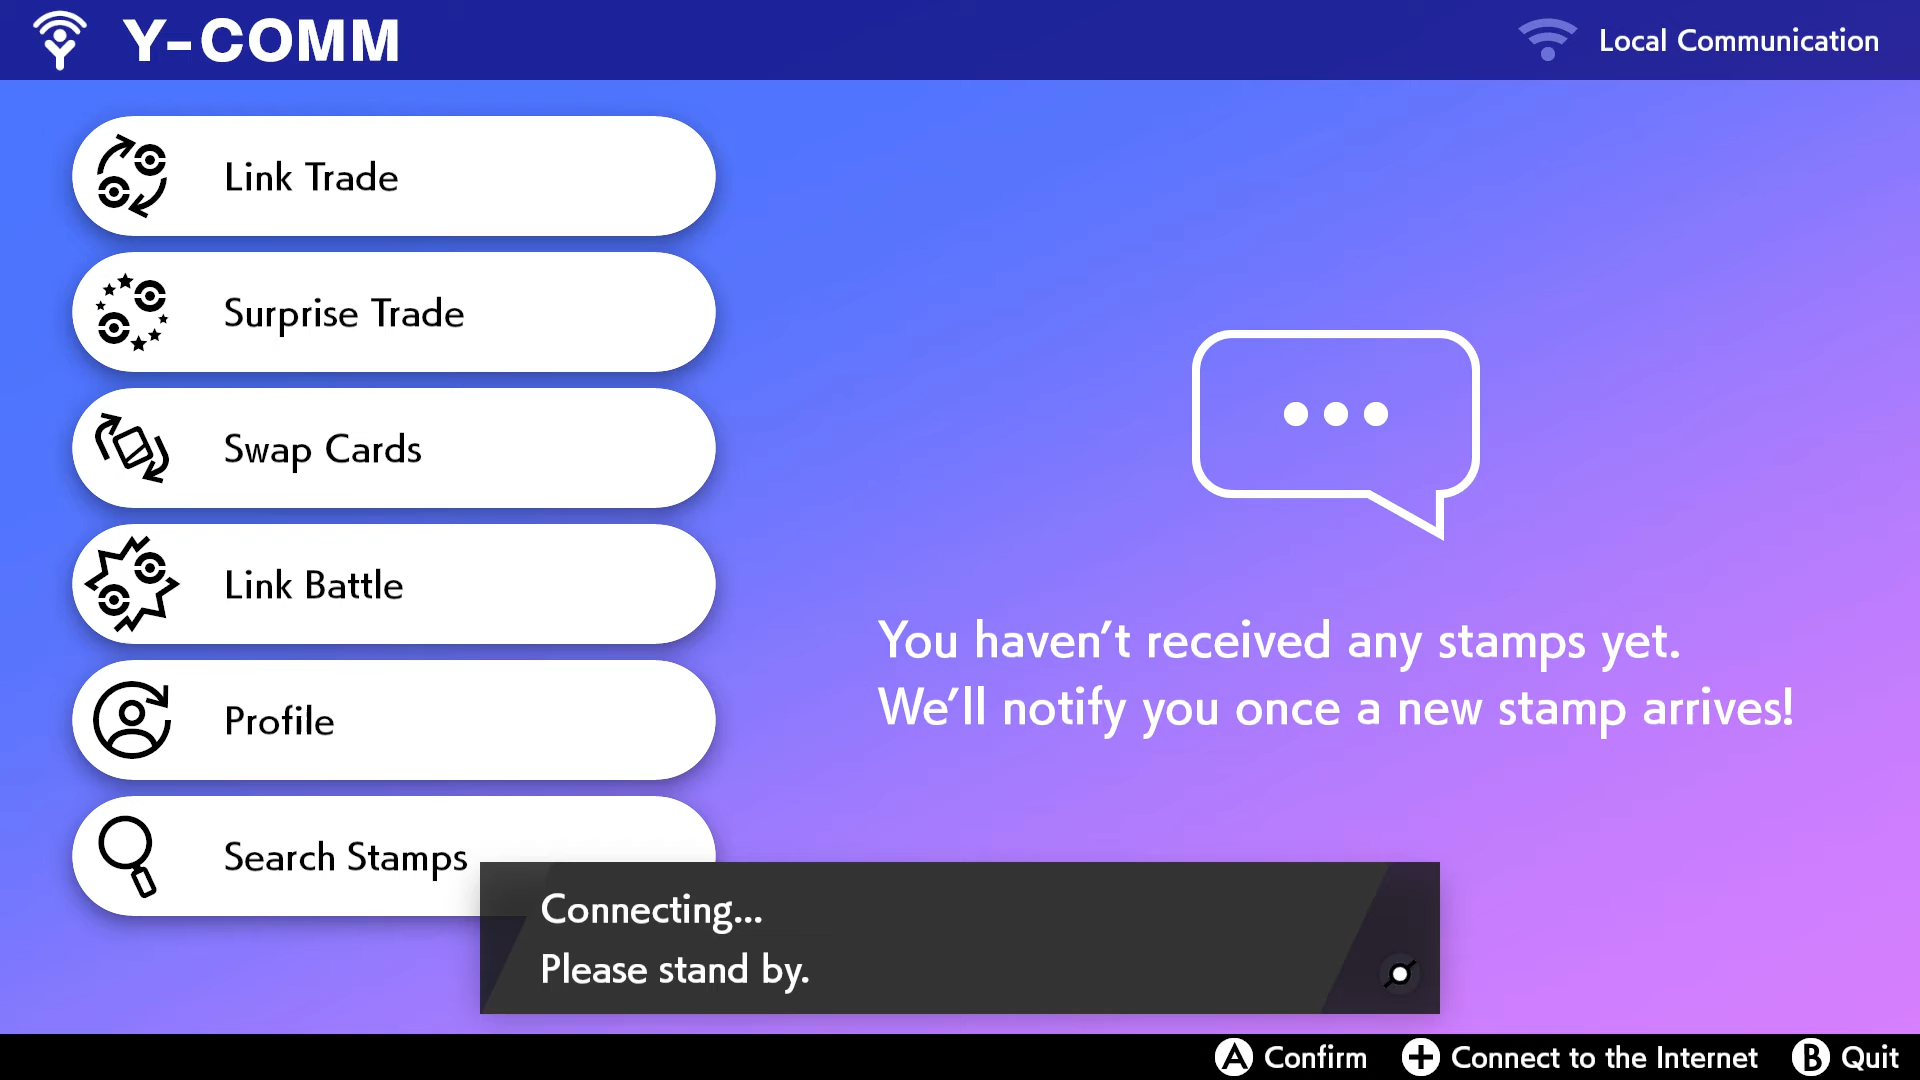 Y-COMM
Local Communication
Link Trade
Surprise Trade
Swap Cards
Link Battle
Profile
Search Stamps
You haven't received any stamps yet.
We'll notify you once a new stamp arrives!
Connecting...
Please stand by.
A Confirm + Connect to the Internet B Quit